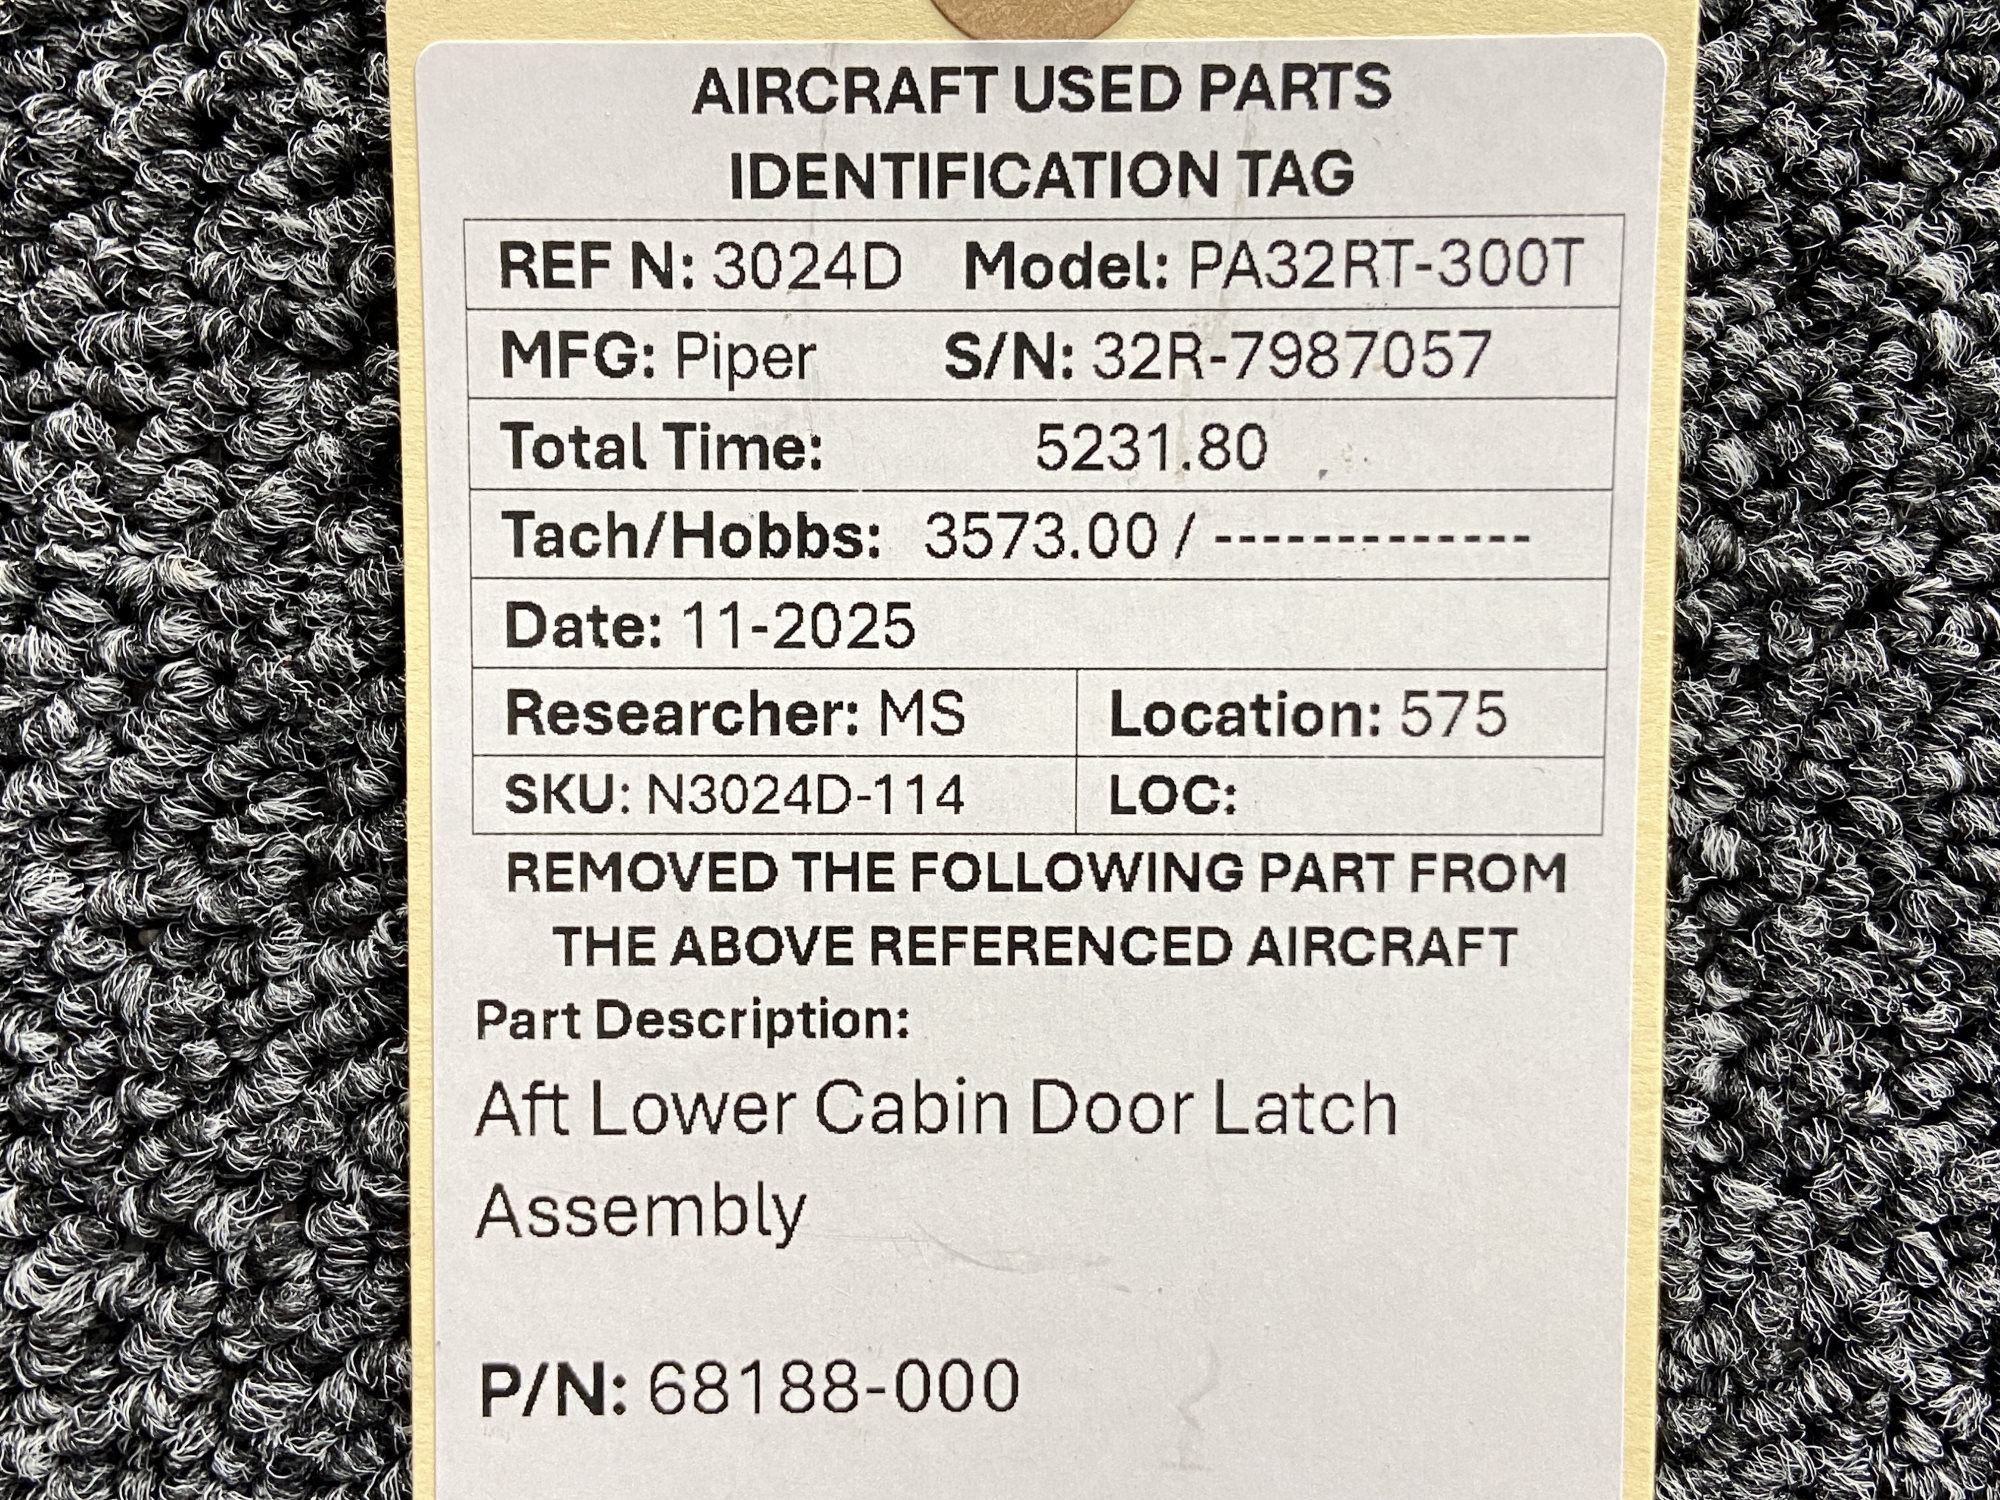 AIRCRAFT USED PARTS
IDENTIFICATION TAG
REF N: 3024D Model: PA32RT-300T
MFG: Piper S/N: 32R-7987057
Total Time: 5231.80
Tach/Hobbs: 3573.00 / -------------
Date: 11-2025
Researcher: MS Location: 575
SKU: N3024D-114 LOC:
REMOVED THE FOLLOWING PART FROM
THE ABOVE REFERENCED AIRCRAFT
Part Description:
Aft Lower Cabin Door Latch
Assembly
P/N: 68188-000